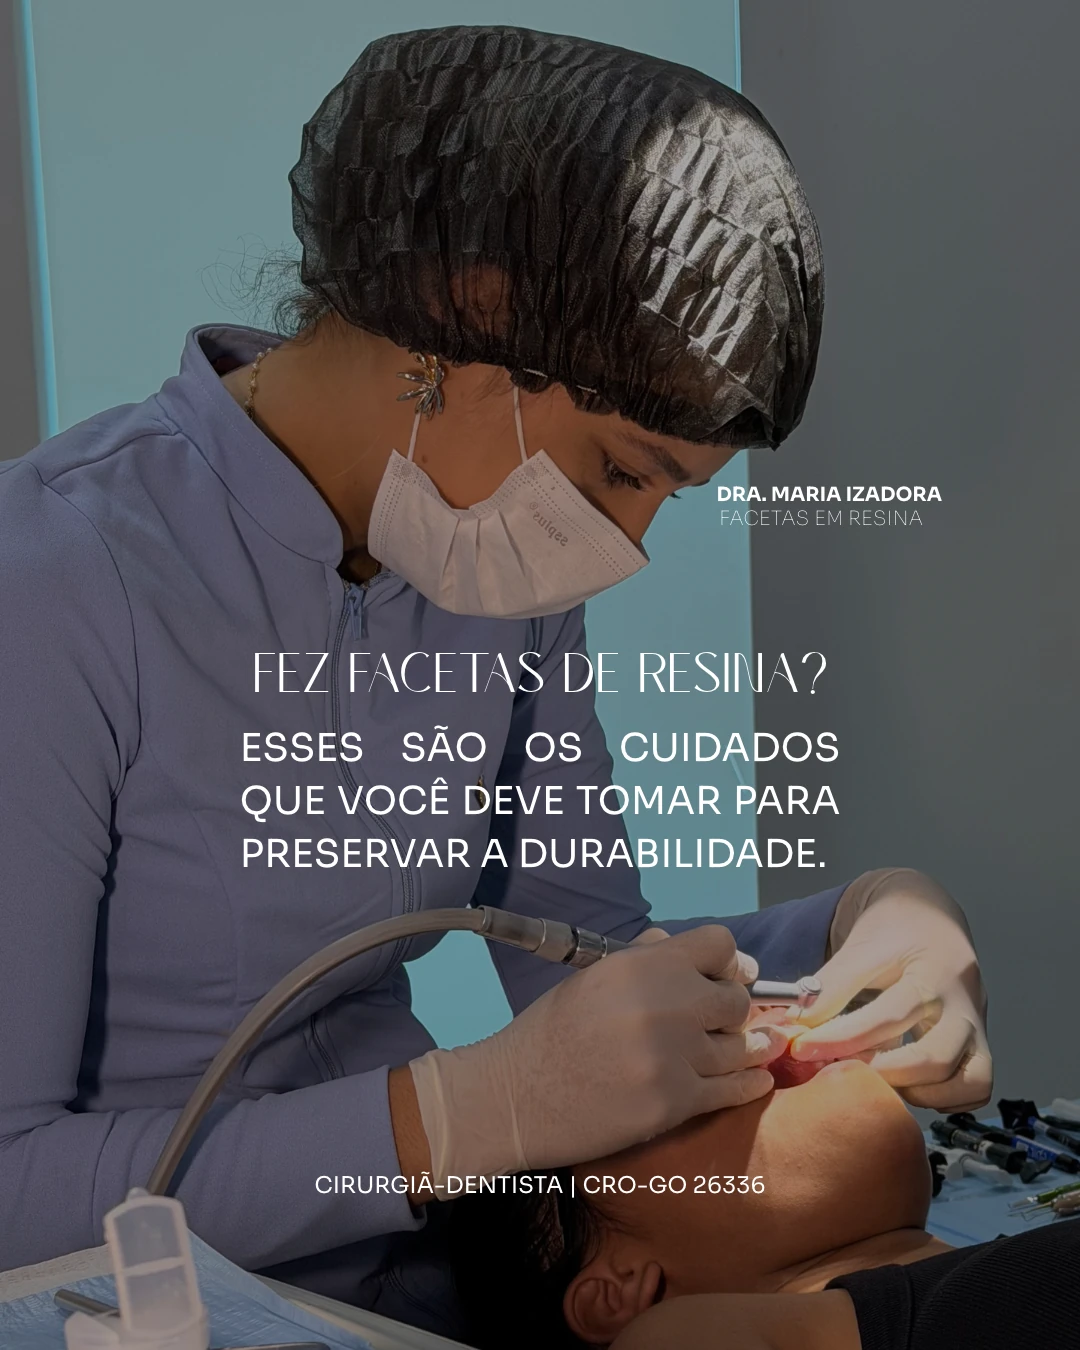 DRA. MARIA IZADORA
FACETAS EM RESINA
FEZ FACETAS DE RESINA?
ESSES SÃO OS CUIDADOS
QUE VOCÊ DEVE TOMAR PARA
PRESERVAR A DURABILIDADE.
CIRURGIÃ-DENTISTA | CRO-GO 26336